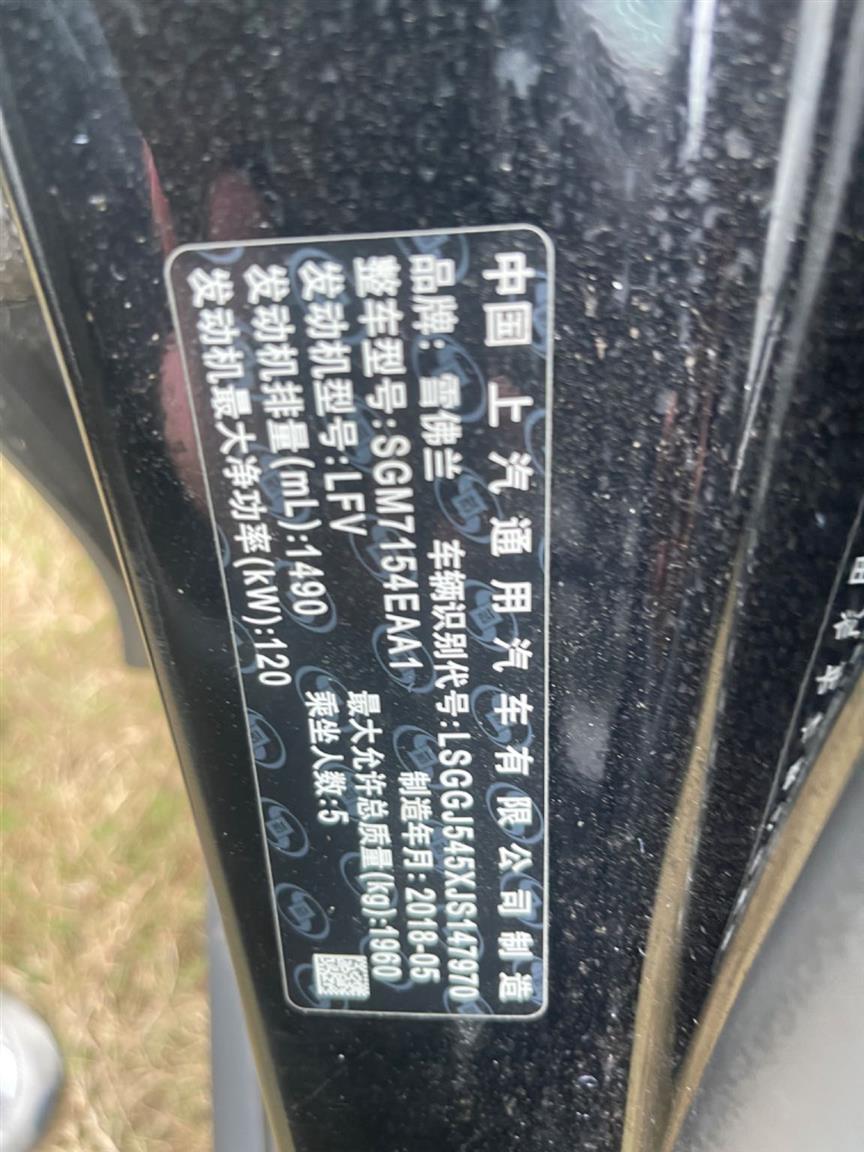 中国 上汽通用汽车有限公司制造
品牌: 雪佛兰 车辆识别代号:LSGGJ545XJS147970
整车型号:SGM7154EAA1 制造年月: 2018-05
发动机型号:LFV 最大允许总质量(kg):1960
发动机排量(mL):1490 乘坐人数:5
发动机最大净功率(kW):120